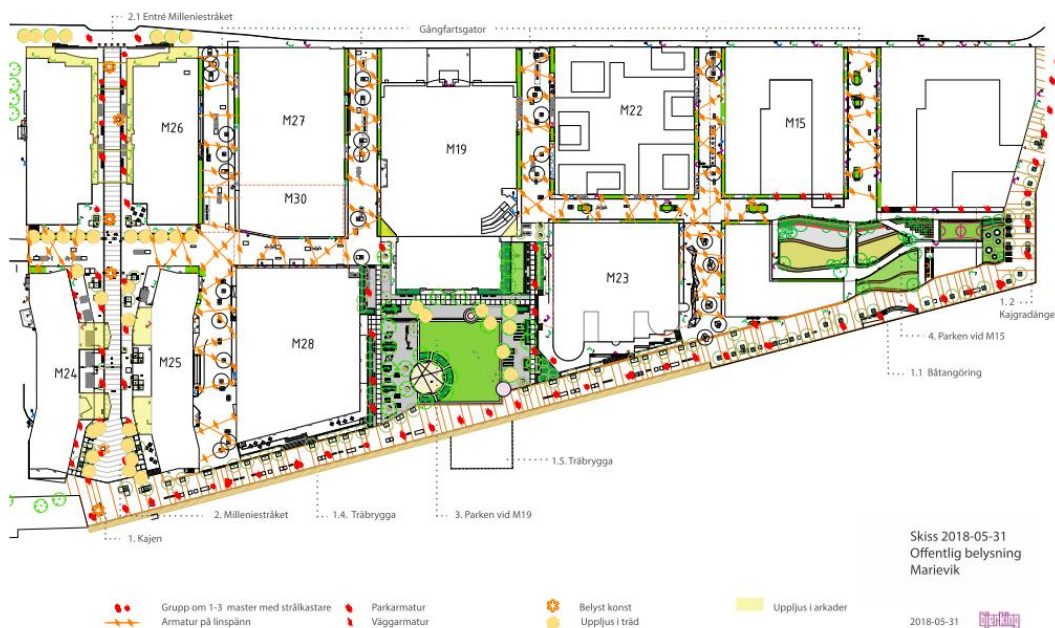 2.1 Entré Milleniestråket
Gångfartsgator
M26
M27
M19
M22
M15
M30
M23
M24
M25
M28
1. 2
Kajgradänge
4. Parken vid M15
1.1 Båtangöring
1.5. Träbrygga
2. Milleniestråket
1.4. Träbrygga
3. Parken vid M19
1. Kajen
Skiss 2018-05-31
Offentlig belysning
Marievik
Grupp om 1-3 master med strålkastare
Parkarmatur
Belyst konst
Uppljus i arkader
Armatur på linspänn
Väggarmatur
Uppljus i träd
2018-05-31